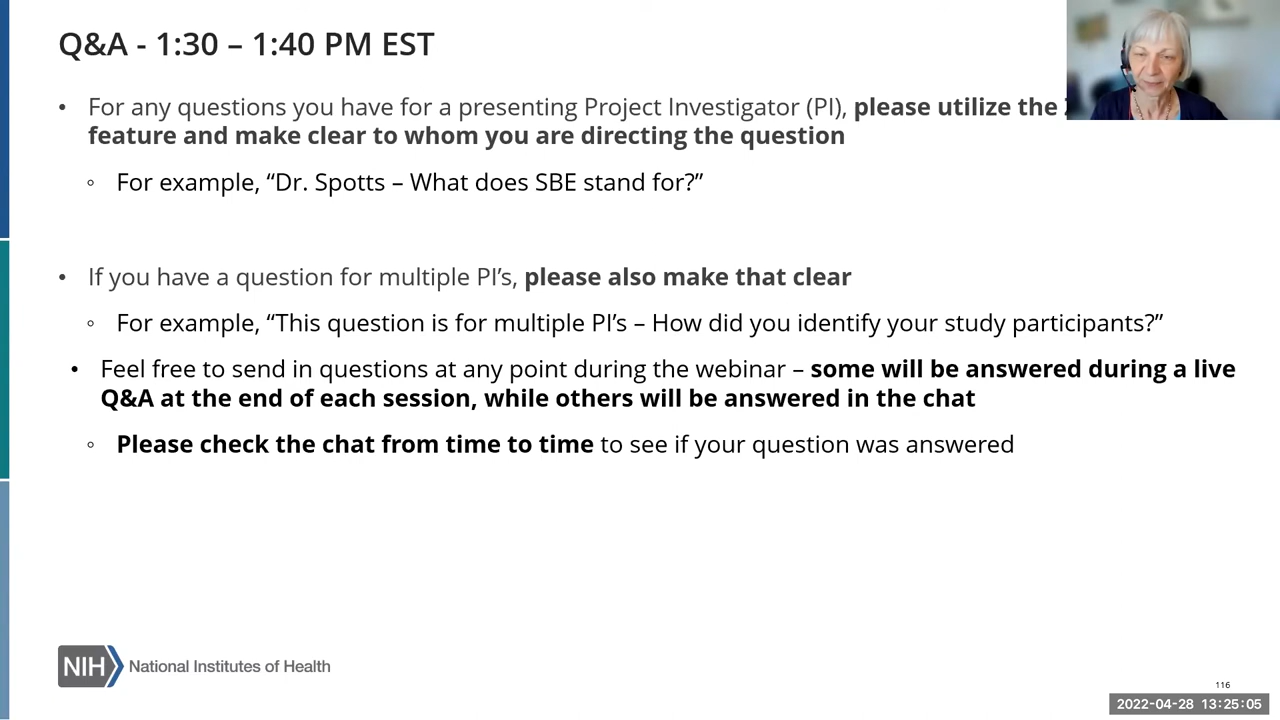 Q&A - 1:30 – 1:40 PM EST
• For any questions you have for a presenting Project Investigator (PI), please utilize the
feature and make clear to whom you are directing the question
◦ For example, “Dr. Spotts – What does SBE stand for?”
• If you have a question for multiple PI’s, please also make that clear
◦ For example, “This question is for multiple PI’s – How did you identify your study participants?”
• Feel free to send in questions at any point during the webinar – some will be answered during a live
Q&A at the end of each session, while others will be answered in the chat
◦ Please check the chat from time to time to see if your question was answered
NIH National Institutes of Health
116
2022-04-28 13:25:05